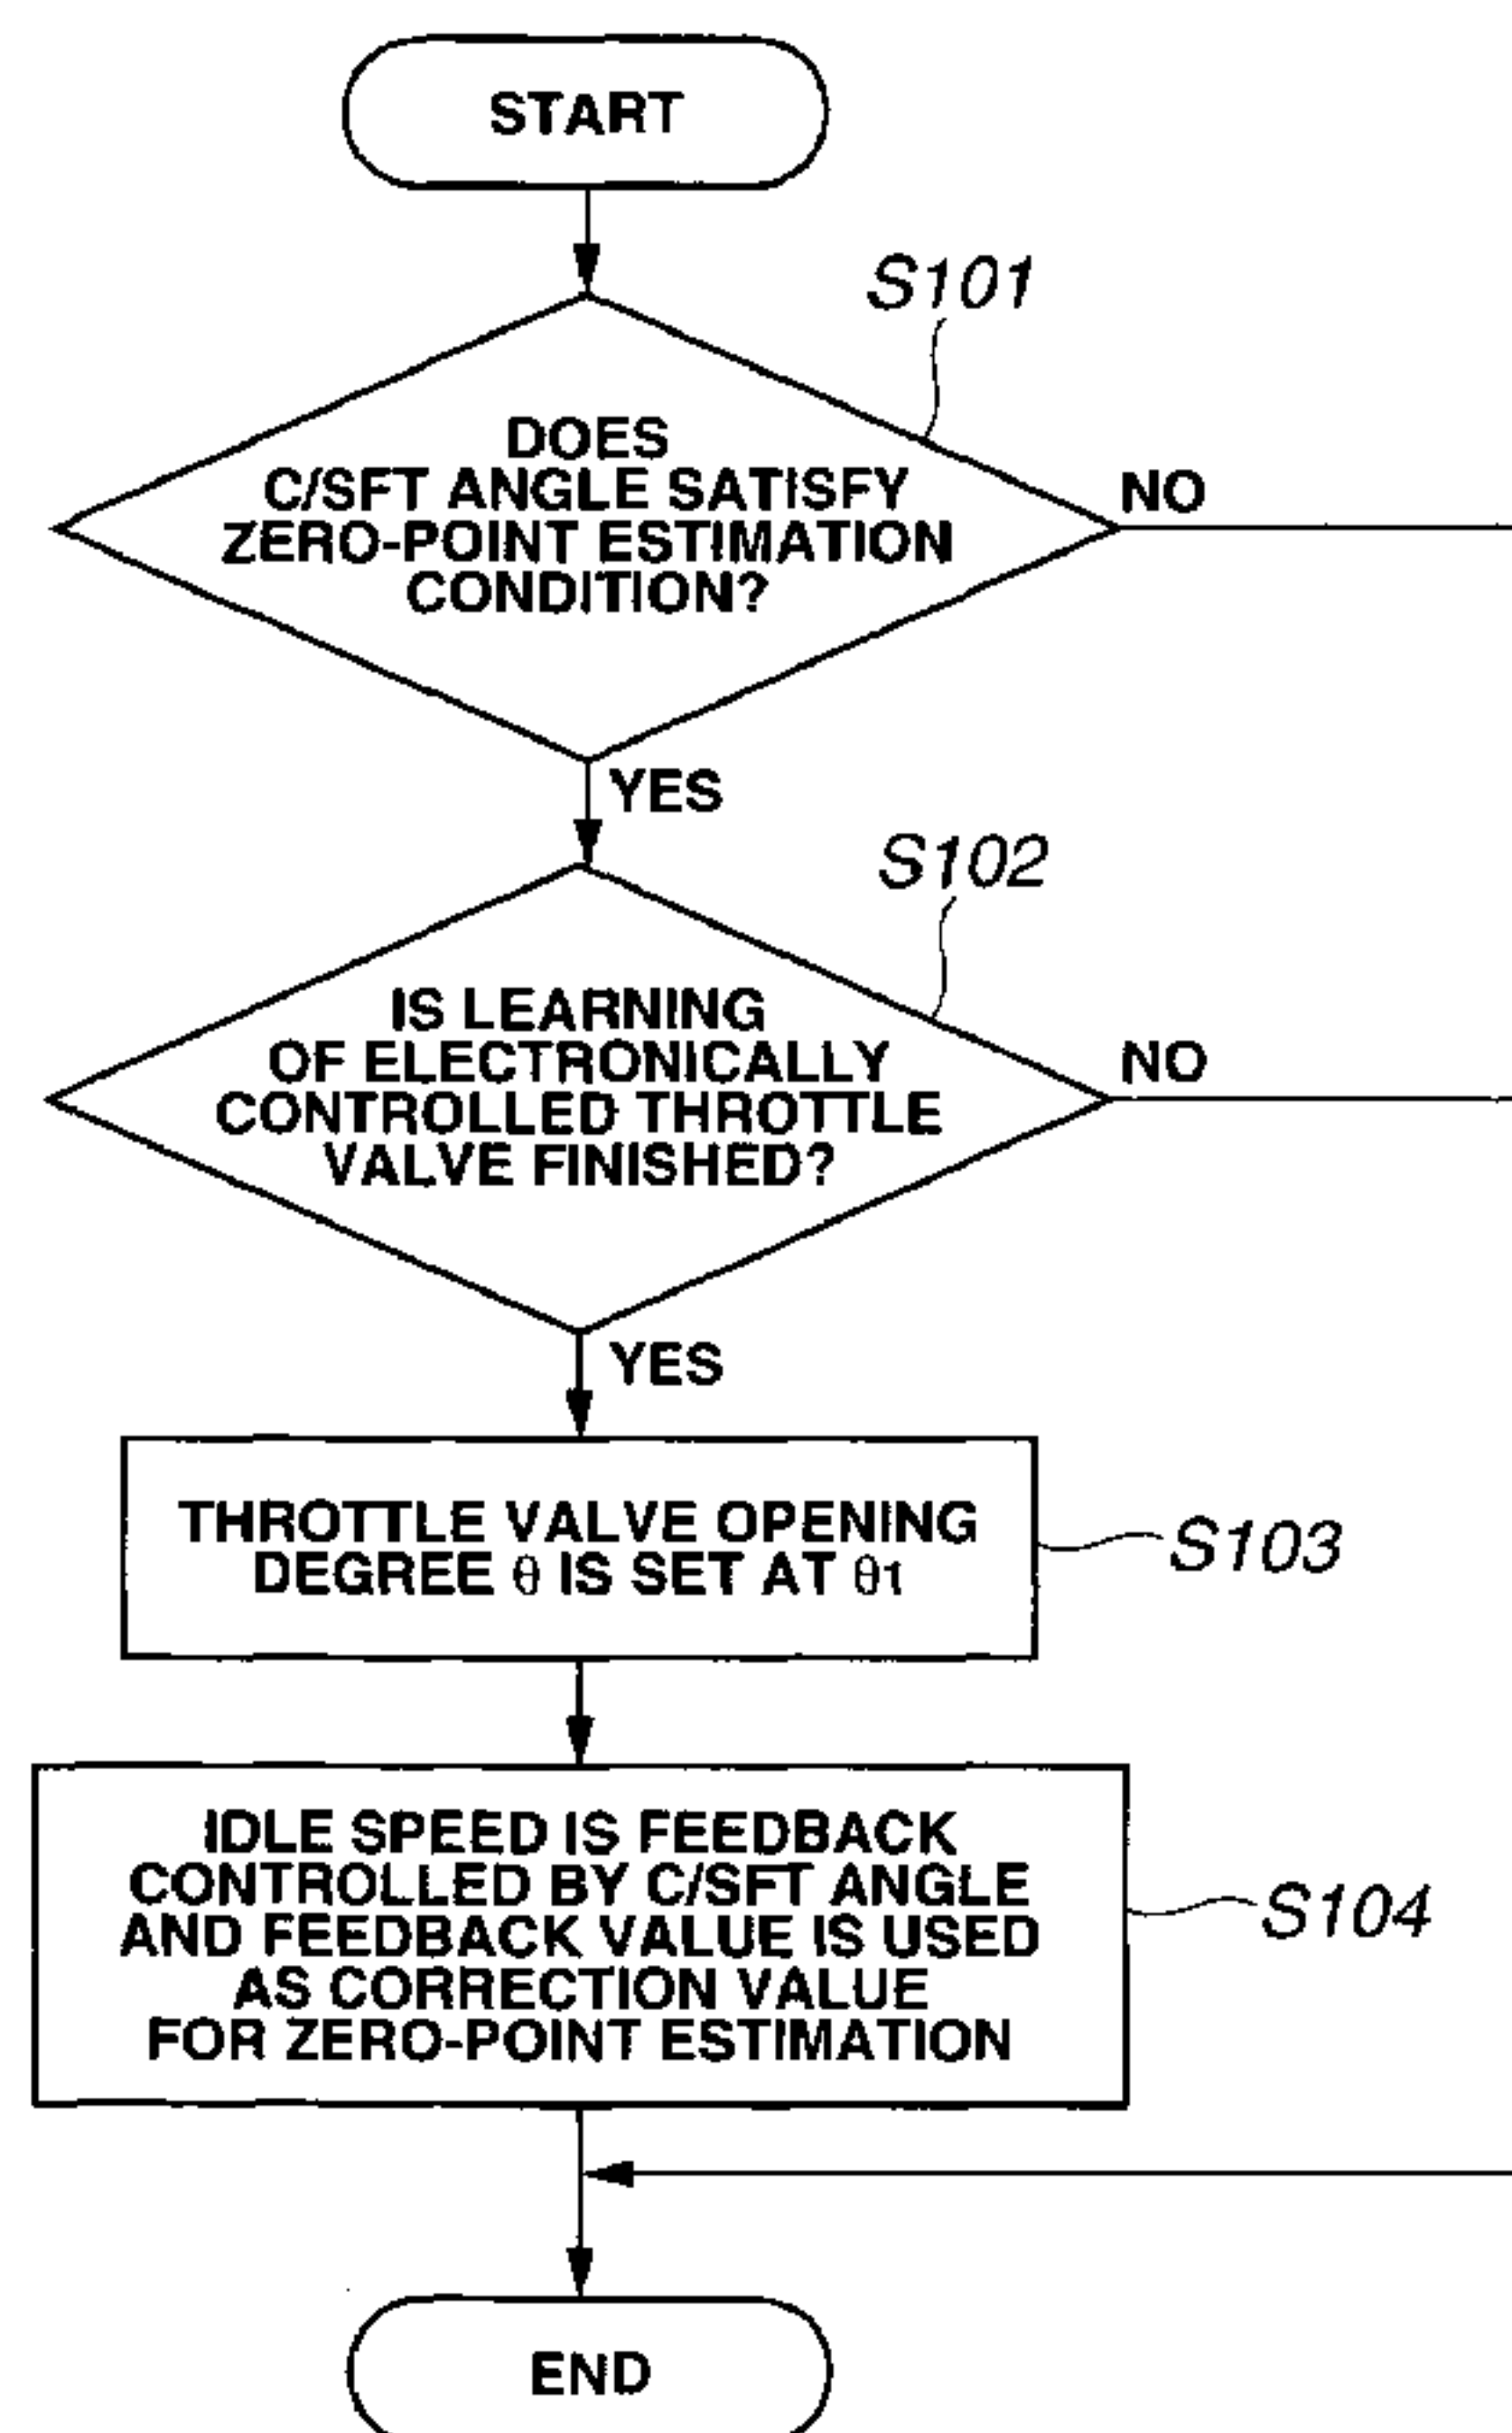 START
S101
DOES
C/SFT ANGLE SATISFY
ZERO-POINT ESTIMATION
CONDITION?
NO
YES
S102
IS LEARNING
OF ELECTRONICALLY
CONTROLLED THROTTLE
VALVE FINISHED?
NO
YES
THROTTLE VALVE OPENING
DEGREE θ IS SET AT θ1
S103
IDLE SPEED IS FEEDBACK
CONTROLLED BY C/SFT ANGLE
AND FEEDBACK VALUE IS USED
AS CORRECTION VALUE
FOR ZERO-POINT ESTIMATION
S104
END